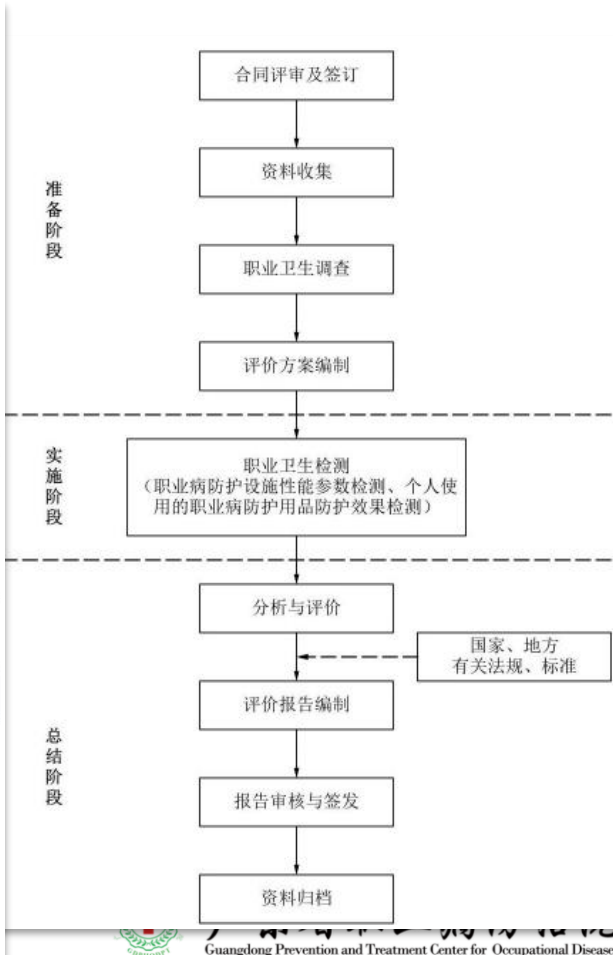 合同评审及签订
资料收集
准备阶段
职业卫生调查
评价方案编制
实施阶段
职业卫生检测
（职业病防护设施性能参数检测、个人使
用的职业病防护用品防护效果检测）
分析与评价
国家、地方
有关法规、标准
评价报告编制
总结阶段
报告审核与签发
资料归档
Guangdong Prevention and Treatment Center for Occupational Disease